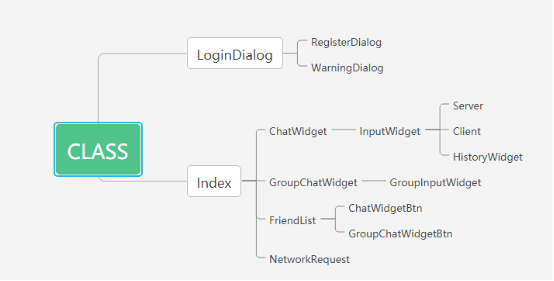 CLASS
LoginDialog
RegisterDialog
WarningDialog
Index
ChatWidget
InputWidget
Server
Client
HistoryWidget
GroupChatWidget
GroupInputWidget
FriendList
ChatWidgetBtn
GroupChatWidgetBtn
NetworkRequest